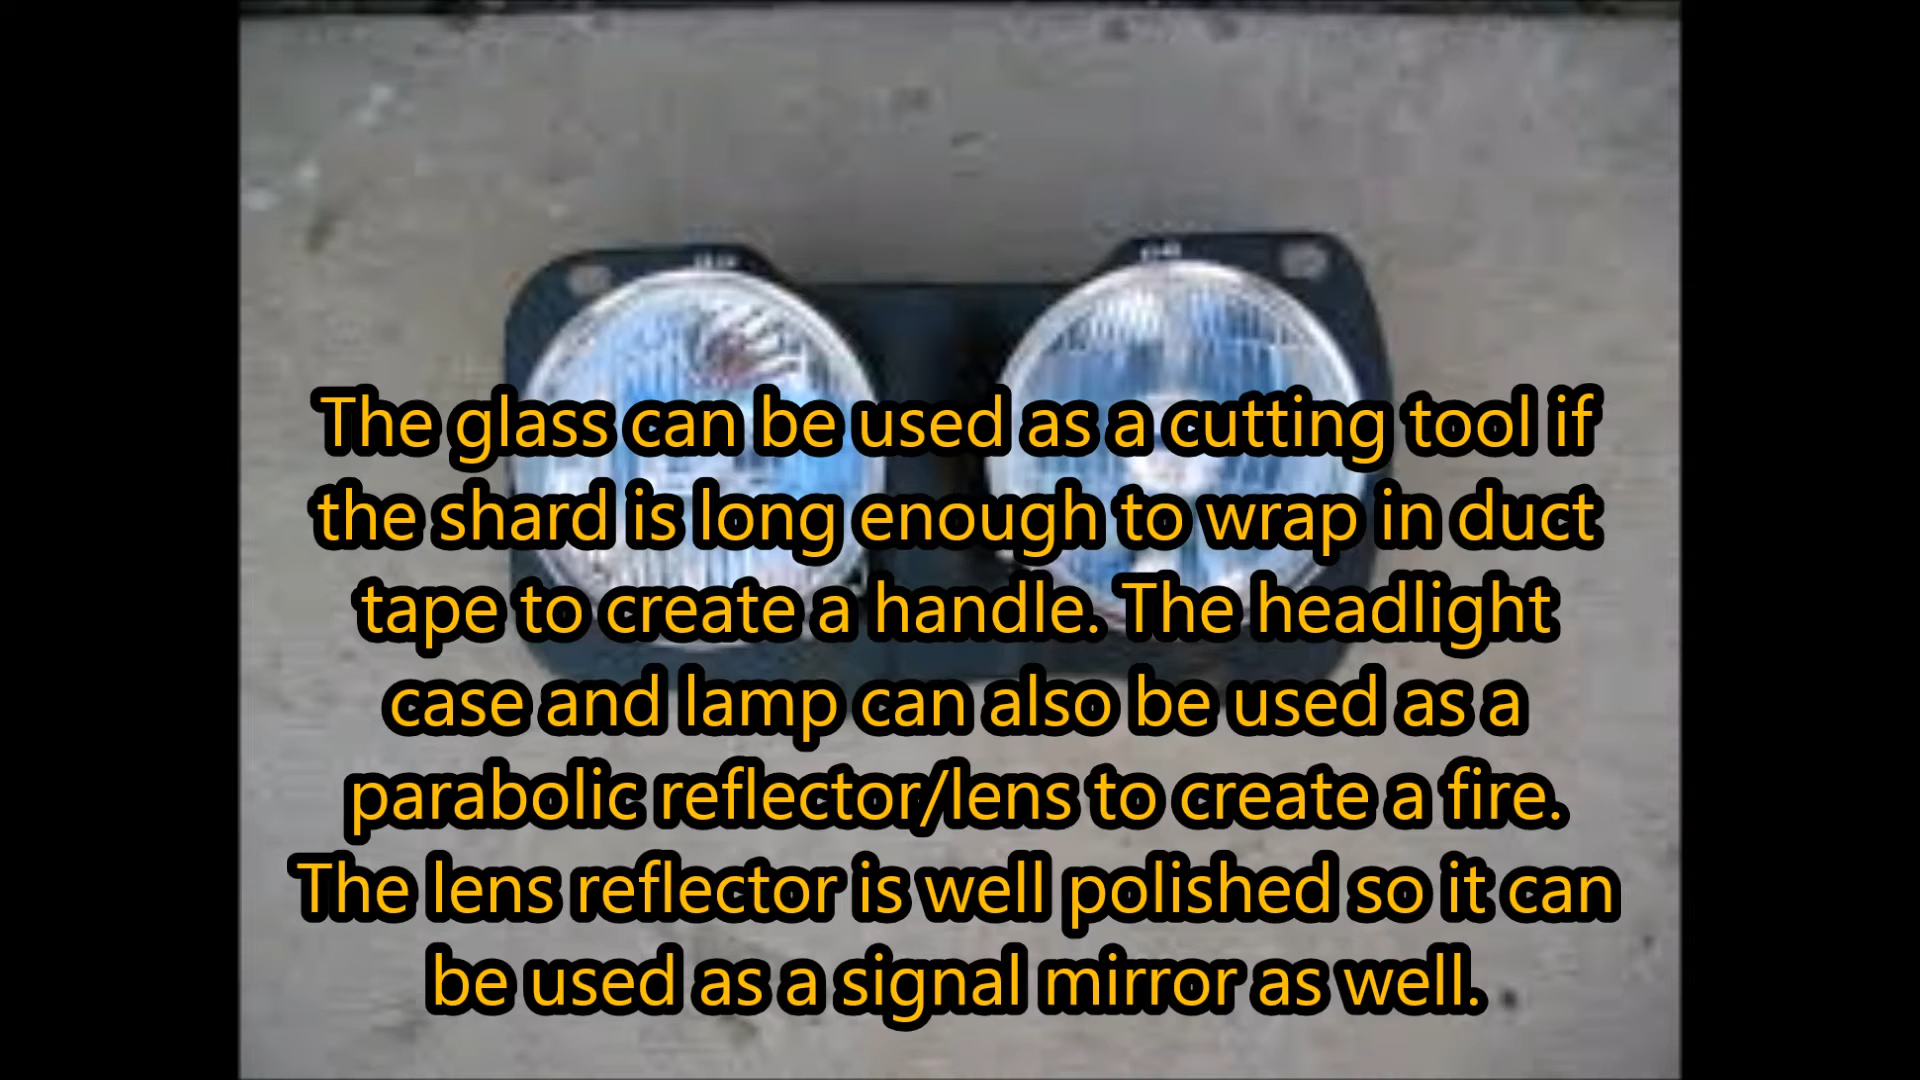 The glass can be used as a cutting tool if
the shard is long enough to wrap in duct
tape to create a handle. The headlight
case and lamp can also be used as a
parabolic reflector/lens to create a fire.
The lens reflector is well polished so it can
be used as a signal mirror as well.